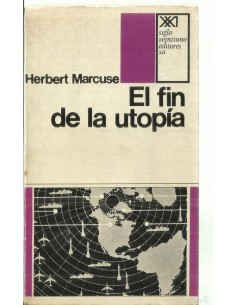 siglo
veintiuno
editores
sa
Herbert Marcuse
El fin
de la utopía